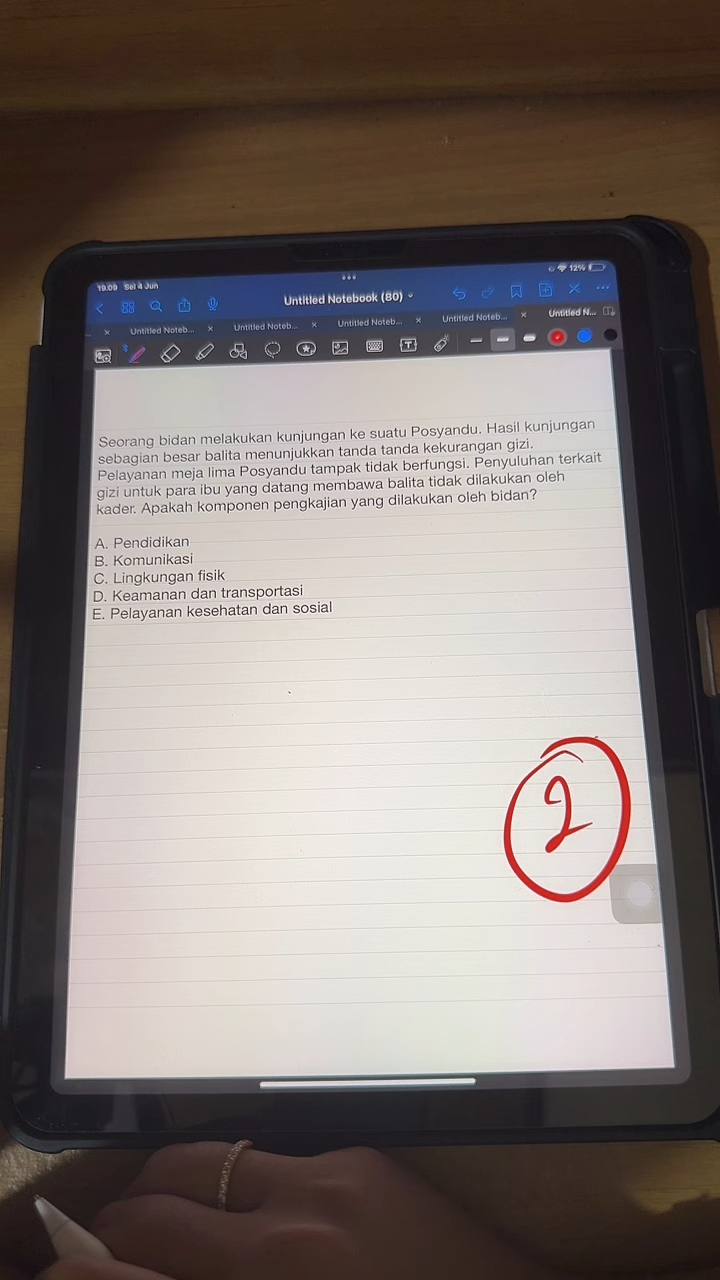 19.09 Sel 4 Jun
12%
Untitled Notebook (80)
Untitled Noteb... Untitled Noteb... Untitled Noteb... Untitled Noteb... Untitled N...
Seorang bidan melakukan kunjungan ke suatu Posyandu. Hasil kunjungan
sebagian besar balita menunjukkan tanda tanda kekurangan gizi.
Pelayanan meja lima Posyandu tampak tidak berfungsi. Penyuluhan terkait
gizi untuk para ibu yang datang membawa balita tidak dilakukan oleh
kader. Apakah komponen pengkajian yang dilakukan oleh bidan?
A. Pendidikan
B. Komunikasi
C. Lingkungan fisik
D. Keamanan dan transportasi
E. Pelayanan kesehatan dan sosial
2